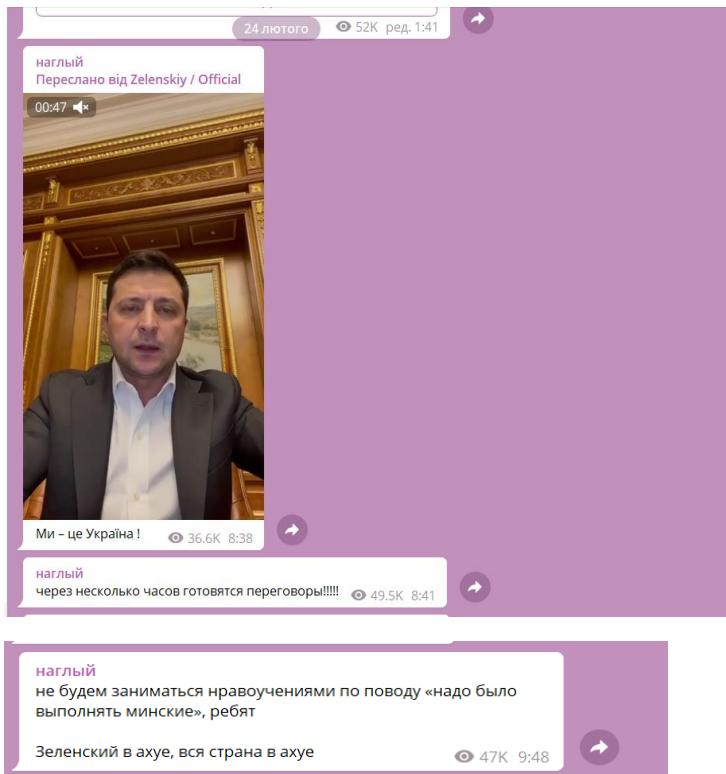 24 лютого
52K ред. 1:41
наглый
Переслано від Zelenskiy / Official
00:47
Ми – це Україна !
36.6K 8:38
наглый
через несколько часов готовятся переговоры!!!!!
49.5K 8:41
наглый
не будем заниматься нравоучениями по поводу «надо было
выполнять минские», ребят
Зеленский в ахуе, вся страна в ахуе
47K 9:48